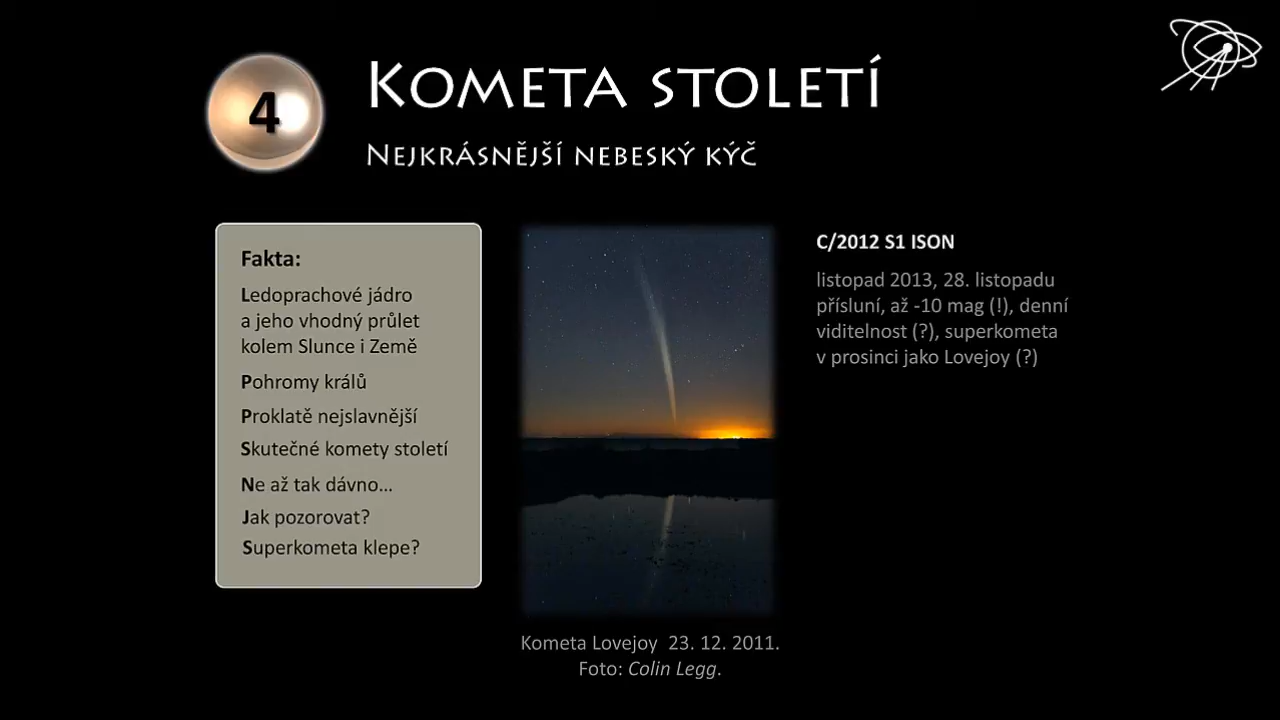 4
Kometa století
Nejkrásnější nebeský kýč
Fakta:
Ledoprachové jádro
a jeho vhodný průlet
kolem Slunce i Země
Pohromy králů
Proklatě nejslavnější
Skutečné komety století
Ne až tak dávno...
Jak pozorovat?
Superkometa klepe?
Kometa Lovejoy 23. 12. 2011.
Foto: Colin Legg.
C/2012 S1 ISON
listopad 2013, 28. listopadu
přísluní, až -10 mag (!), denní
viditelnost (?), superkometa
v prosinci jako Lovejoy (?)